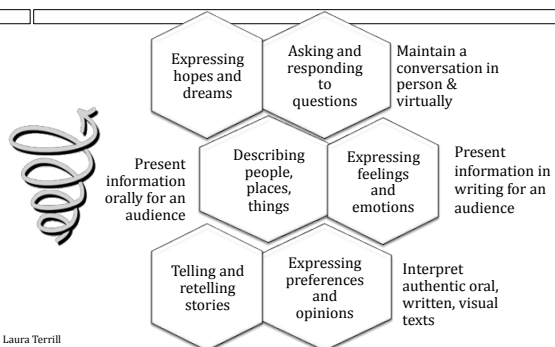 Expressing
hopes and
dreams
Asking and
responding
to
questions
Maintain a
conversation in
person &
virtually
Present
information
orally for an
audience
Describing
people,
places,
things
Expressing
feelings
and
emotions
Present
information in
writing for an
audience
Telling and
retelling
stories
Expressing
preferences
and
opinions
Interpret
authentic oral,
written, visual
texts
Laura Terrill